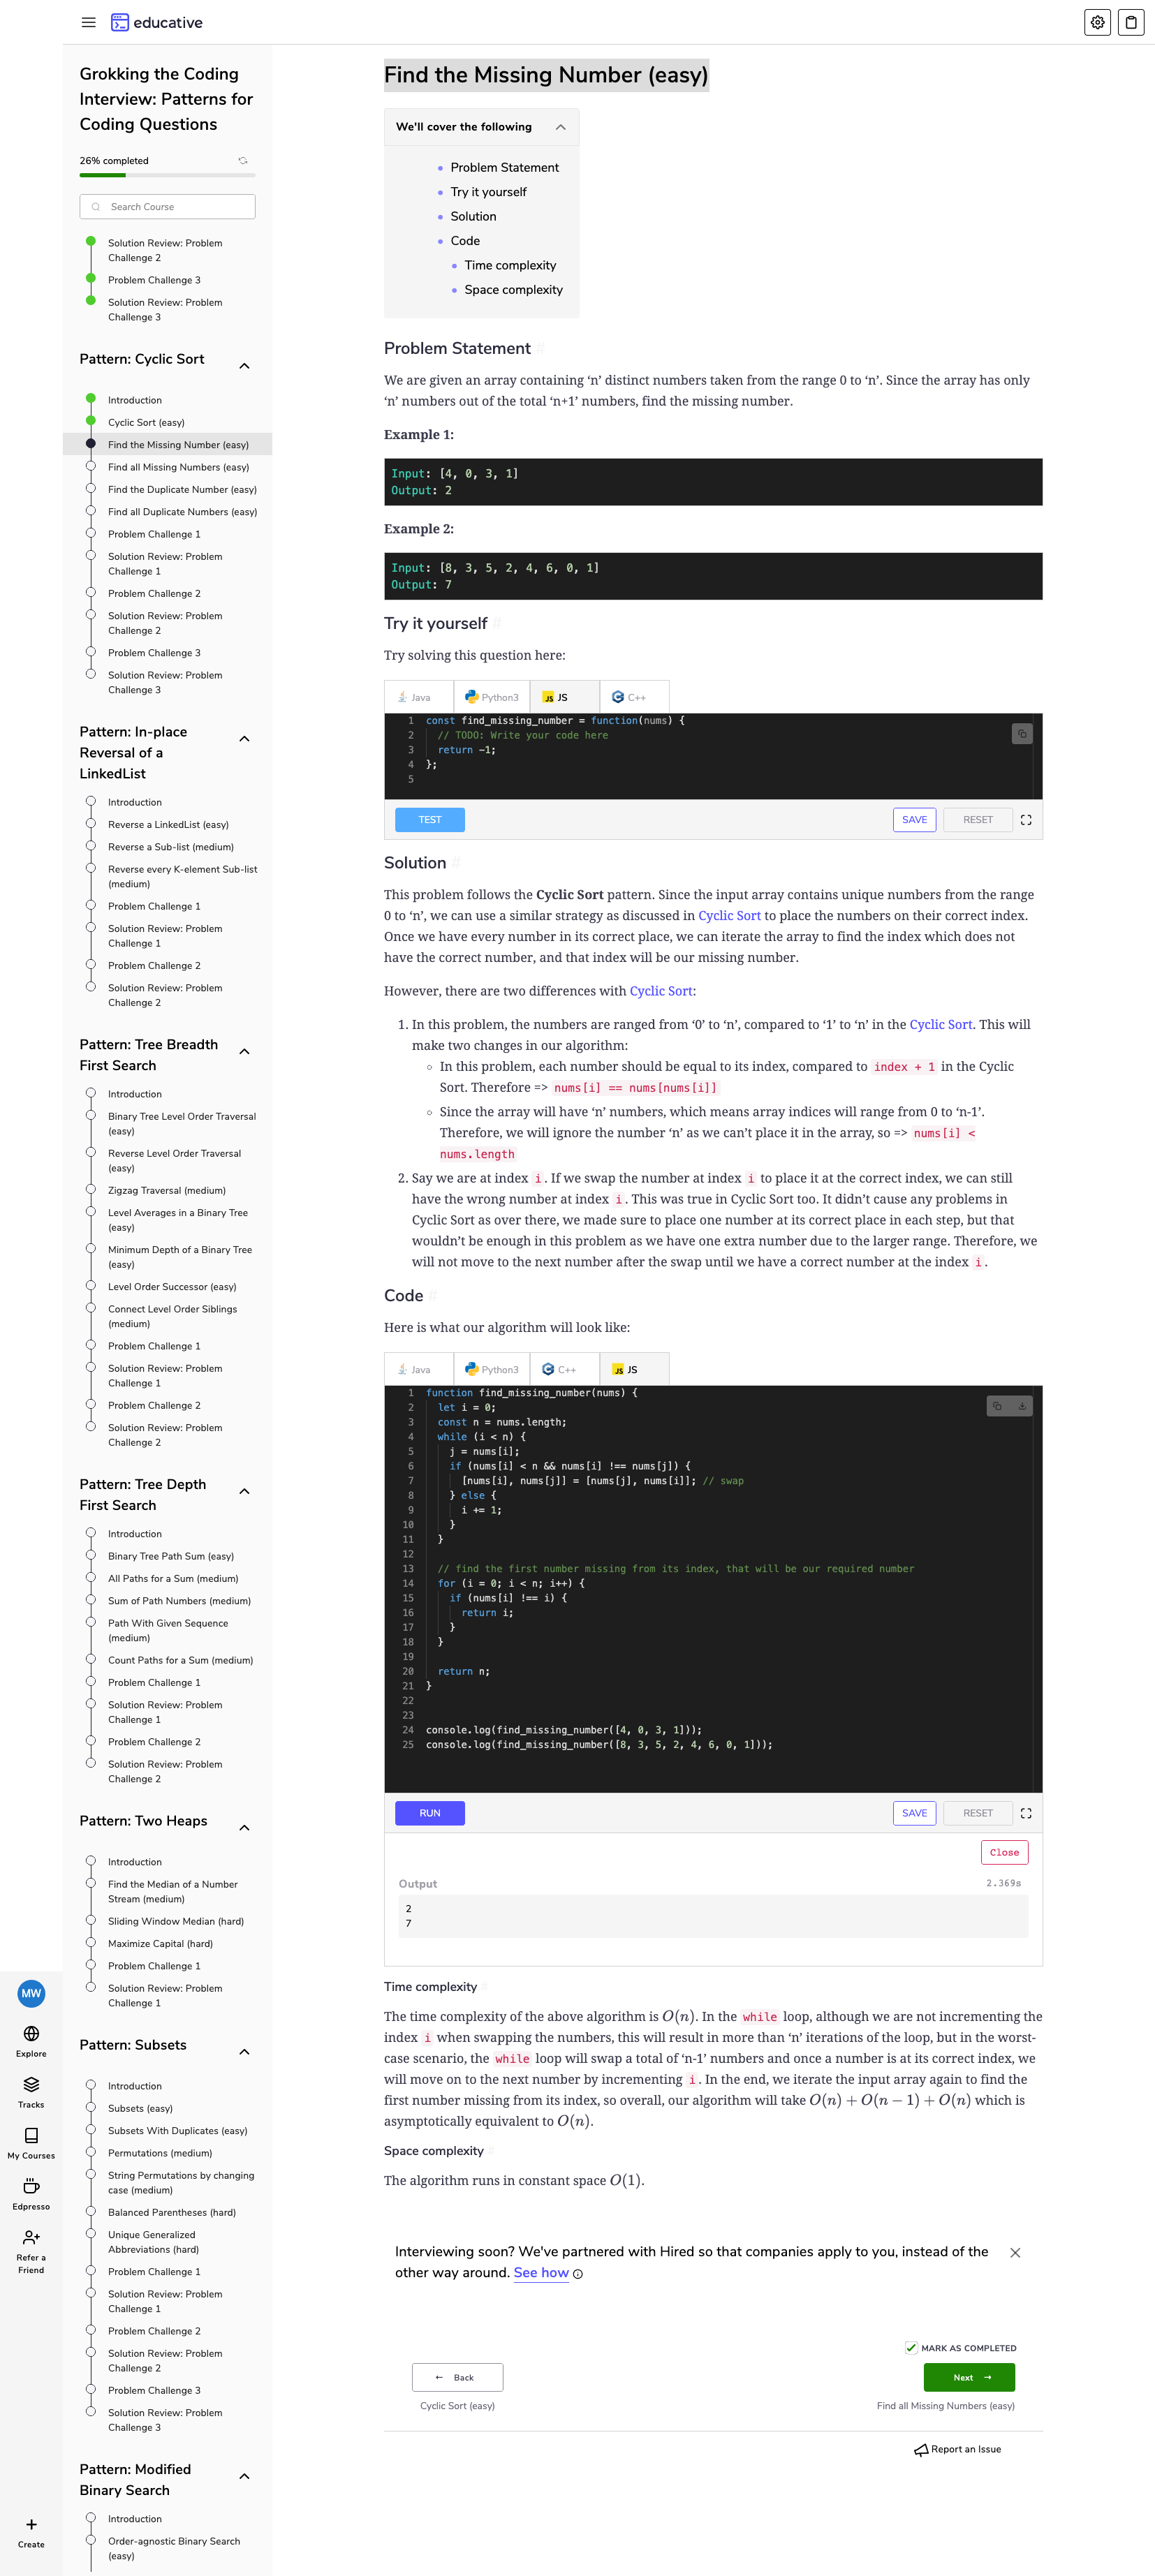 educative
Grokking the Coding
Interview: Patterns for
Coding Questions
26% completed
Search Course
Solution Review: Problem
Challenge 2
Problem Challenge 3
Solution Review: Problem
Challenge 3
Pattern: Cyclic Sort
Introduction
Cyclic Sort (easy)
Find the Missing Number (easy)
Find all Missing Numbers (easy)
Find the Duplicate Number (easy)
Find all Duplicate Numbers (easy)
Problem Challenge 1
Solution Review: Problem
Challenge 1
Problem Challenge 2
Solution Review: Problem
Challenge 2
Problem Challenge 3
Solution Review: Problem
Challenge 3
Pattern: In-place
Reversal of a
LinkedList
Introduction
Reverse a LinkedList (easy)
Reverse a Sub-list (medium)
Reverse every K-element Sub-list
(medium)
Problem Challenge 1
Solution Review: Problem
Challenge 1
Problem Challenge 2
Solution Review: Problem
Challenge 2
Pattern: Tree Breadth
First Search
Introduction
Binary Tree Level Order Traversal
(easy)
Reverse Level Order Traversal
(easy)
Zigzag Traversal (medium)
Level Averages in a Binary Tree
(easy)
Minimum Depth of a Binary Tree
(easy)
Level Order Successor (easy)
Connect Level Order Siblings
(medium)
Problem Challenge 1
Solution Review: Problem
Challenge 1
Problem Challenge 2
Solution Review: Problem
Challenge 2
Pattern: Tree Depth
First Search
Introduction
Binary Tree Path Sum (easy)
All Paths for a Sum (medium)
Sum of Path Numbers (medium)
Path With Given Sequence
(medium)
Count Paths for a Sum (medium)
Problem Challenge 1
Solution Review: Problem
Challenge 1
Problem Challenge 2
Solution Review: Problem
Challenge 2
Pattern: Two Heaps
Introduction
Find the Median of a Number
Stream (medium)
Sliding Window Median (hard)
Maximize Capital (hard)
Problem Challenge 1
Solution Review: Problem
Challenge 1
Pattern: Subsets
Introduction
Subsets (easy)
Subsets With Duplicates (easy)
Permutations (medium)
String Permutations by changing
case (medium)
Balanced Parentheses (hard)
Unique Generalized
Abbreviations (hard)
Problem Challenge 1
Solution Review: Problem
Challenge 1
Problem Challenge 2
Solution Review: Problem
Challenge 2
Problem Challenge 3
Solution Review: Problem
Challenge 3
Pattern: Modified
Binary Search
Introduction
Order-agnostic Binary Search
(easy)
MW
Explore
Tracks
My Courses
Edpresso
Refer a
Friend
Create
Find the Missing Number (easy)
We'll cover the following
Problem Statement
Try it yourself
Solution
Code
Time complexity
Space complexity
Problem Statement #
We are given an array containing ‘n’ distinct numbers taken from the range 0 to ‘n’. Since the array has only
‘n’ numbers out of the total ‘n+1’ numbers, find the missing number.
Example 1:
Input: [4, 0, 3, 1]
Output: 2
Example 2:
Input: [8, 3, 5, 2, 4, 6, 0, 1]
Output: 7
Try it yourself #
Try solving this question here:
Java Python3 JS JS C++
1 const find_missing_number = function(nums) {
2 // TODO: Write your code here
3 return -1;
4 };
5
TEST SAVE RESET
Solution #
This problem follows the Cyclic Sort pattern. Since the input array contains unique numbers from the range
0 to ‘n’, we can use a similar strategy as discussed in Cyclic Sort to place the numbers on their correct index.
Once we have every number in its correct place, we can iterate the array to find the index which does not
have the correct number, and that index will be our missing number.
However, there are two differences with Cyclic Sort:
1. In this problem, the numbers are ranged from ‘0’ to ‘n’, compared to ‘1’ to ‘n’ in the Cyclic Sort. This will
make two changes in our algorithm:
In this problem, each number should be equal to its index, compared to index + 1 in the Cyclic
Sort. Therefore => nums[i] == nums[nums[i]]
Since the array will have ‘n’ numbers, which means array indices will range from 0 to ‘n-1’.
Therefore, we will ignore the number ‘n’ as we can’t place it in the array, so => nums[i] <
nums.length
2. Say we are at index i. If we swap the number at index i to place it at the correct index, we can still
have the wrong number at index i. This was true in Cyclic Sort too. It didn’t cause any problems in
Cyclic Sort as over there, we made sure to place one number at its correct place in each step, but that
wouldn’t be enough in this problem as we have one extra number due to the larger range. Therefore, we
will not move to the next number after the swap until we have a correct number at the index i.
Code #
Here is what our algorithm will look like:
Java Python3 C++ JS JS
1 function find_missing_number(nums) {
2 let i = 0;
3 const n = nums.length;
4 while (i < n) {
5 j = nums[i];
6 if (nums[i] < n && nums[i] !== nums[j]) {
7 [nums[i], nums[j]] = [nums[j], nums[i]]; // swap
8 } else {
9 i += 1;
10 }
11 }
12
13 // find the first number missing from its index, that will be our required number
14 for (i = 0; i < n; i++) {
15 if (nums[i] !== i) {
16 return i;
17 }
18 }
19
20 return n;
21 }
22
23
24 console.log(find_missing_number([4, 0, 3, 1]));
25 console.log(find_missing_number([8, 3, 5, 2, 4, 6, 0, 1]));
RUN SAVE RESET
Close
Output 2.369s
2
7
Time complexity #
The time complexity of the above algorithm is O(n). In the while loop, although we are not incrementing the
index i when swapping the numbers, this will result in more than ‘n’ iterations of the loop, but in the worst-
case scenario, the while loop will swap a total of ‘n-1’ numbers and once a number is at its correct index, we
will move on to the next number by incrementing i. In the end, we iterate the input array again to find the
first number missing from its index, so overall, our algorithm will take O(n) + O(n − 1) + O(n) which is
asymptotically equivalent to O(n).
Space complexity #
The algorithm runs in constant space O(1).
Interviewing soon? We've partnered with Hired so that companies apply to you, instead of the
other way around. See how
MARK AS COMPLETED
← Back Next →
Cyclic Sort (easy) Find all Missing Numbers (easy)
Report an Issue